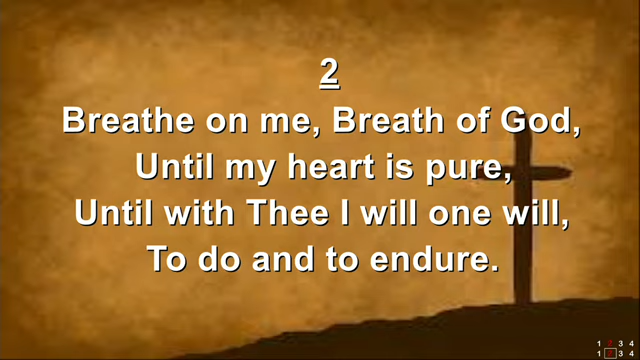 2
Breathe on me, Breath of God,
Until my heart is pure,
Until with Thee I will one will,
To do and to endure.
1 2 3 4
1 2 3 4